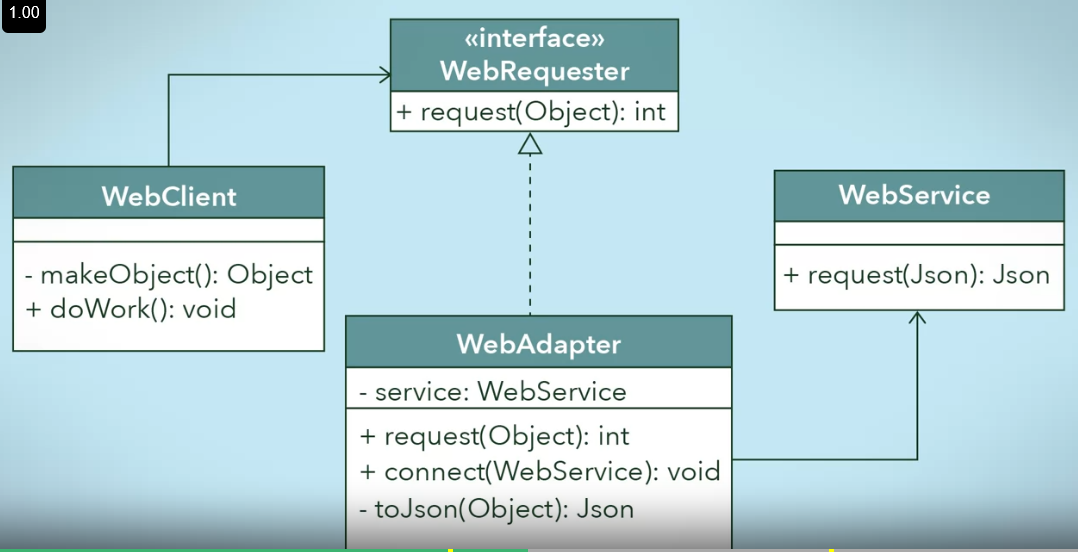 1.00
«interface»
WebRequester
+ request(Object): int
WebClient
- makeObject(): Object
+ doWork(): void
WebService
+ request(Json): Json
WebAdapter
- service: WebService
+ request(Object): int
+ connect(WebService): void
- toJson(Object): Json